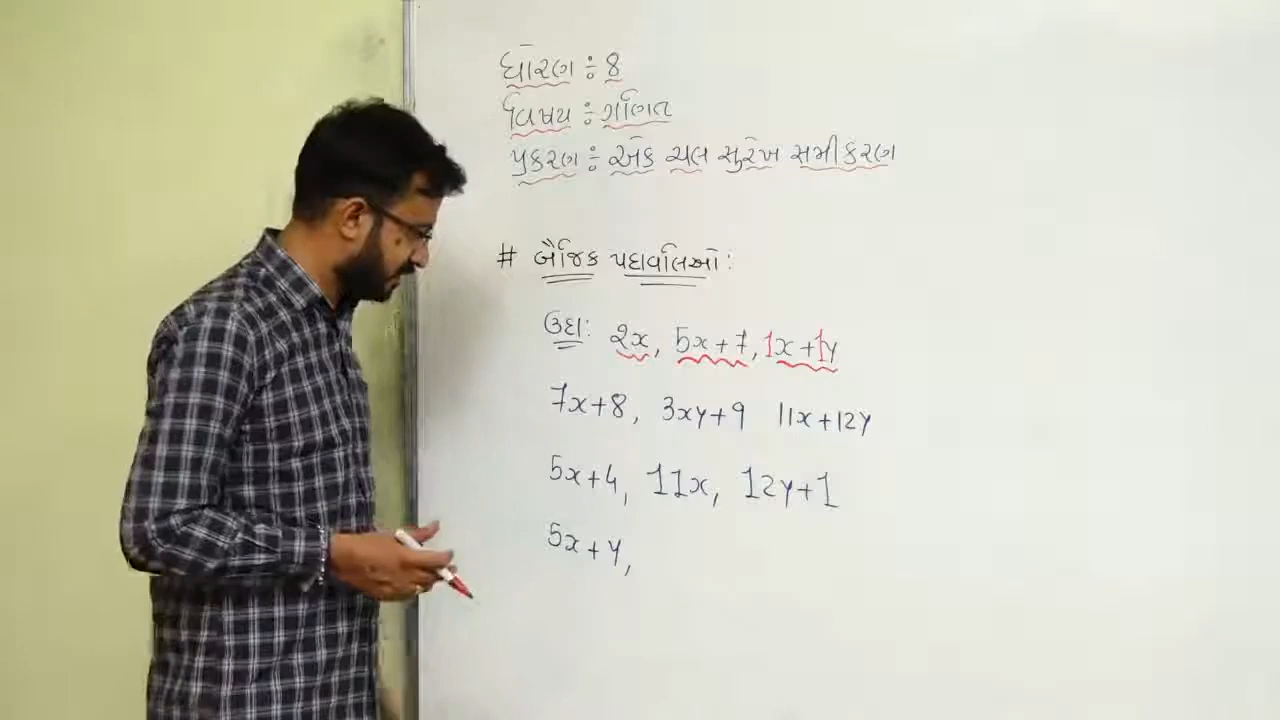 ધોરણ : 8
વિષય : ગણિત
પ્રકરણ : એક ચલ સુરેખ સમીકરણ
# બૈજિક પદાવલિઓ :
ઉદા: 2x, 5x+7, 1x+1y
7x+8, 3xy+9 11x+12y
5x+4, 11x, 12y+1
5x+y,